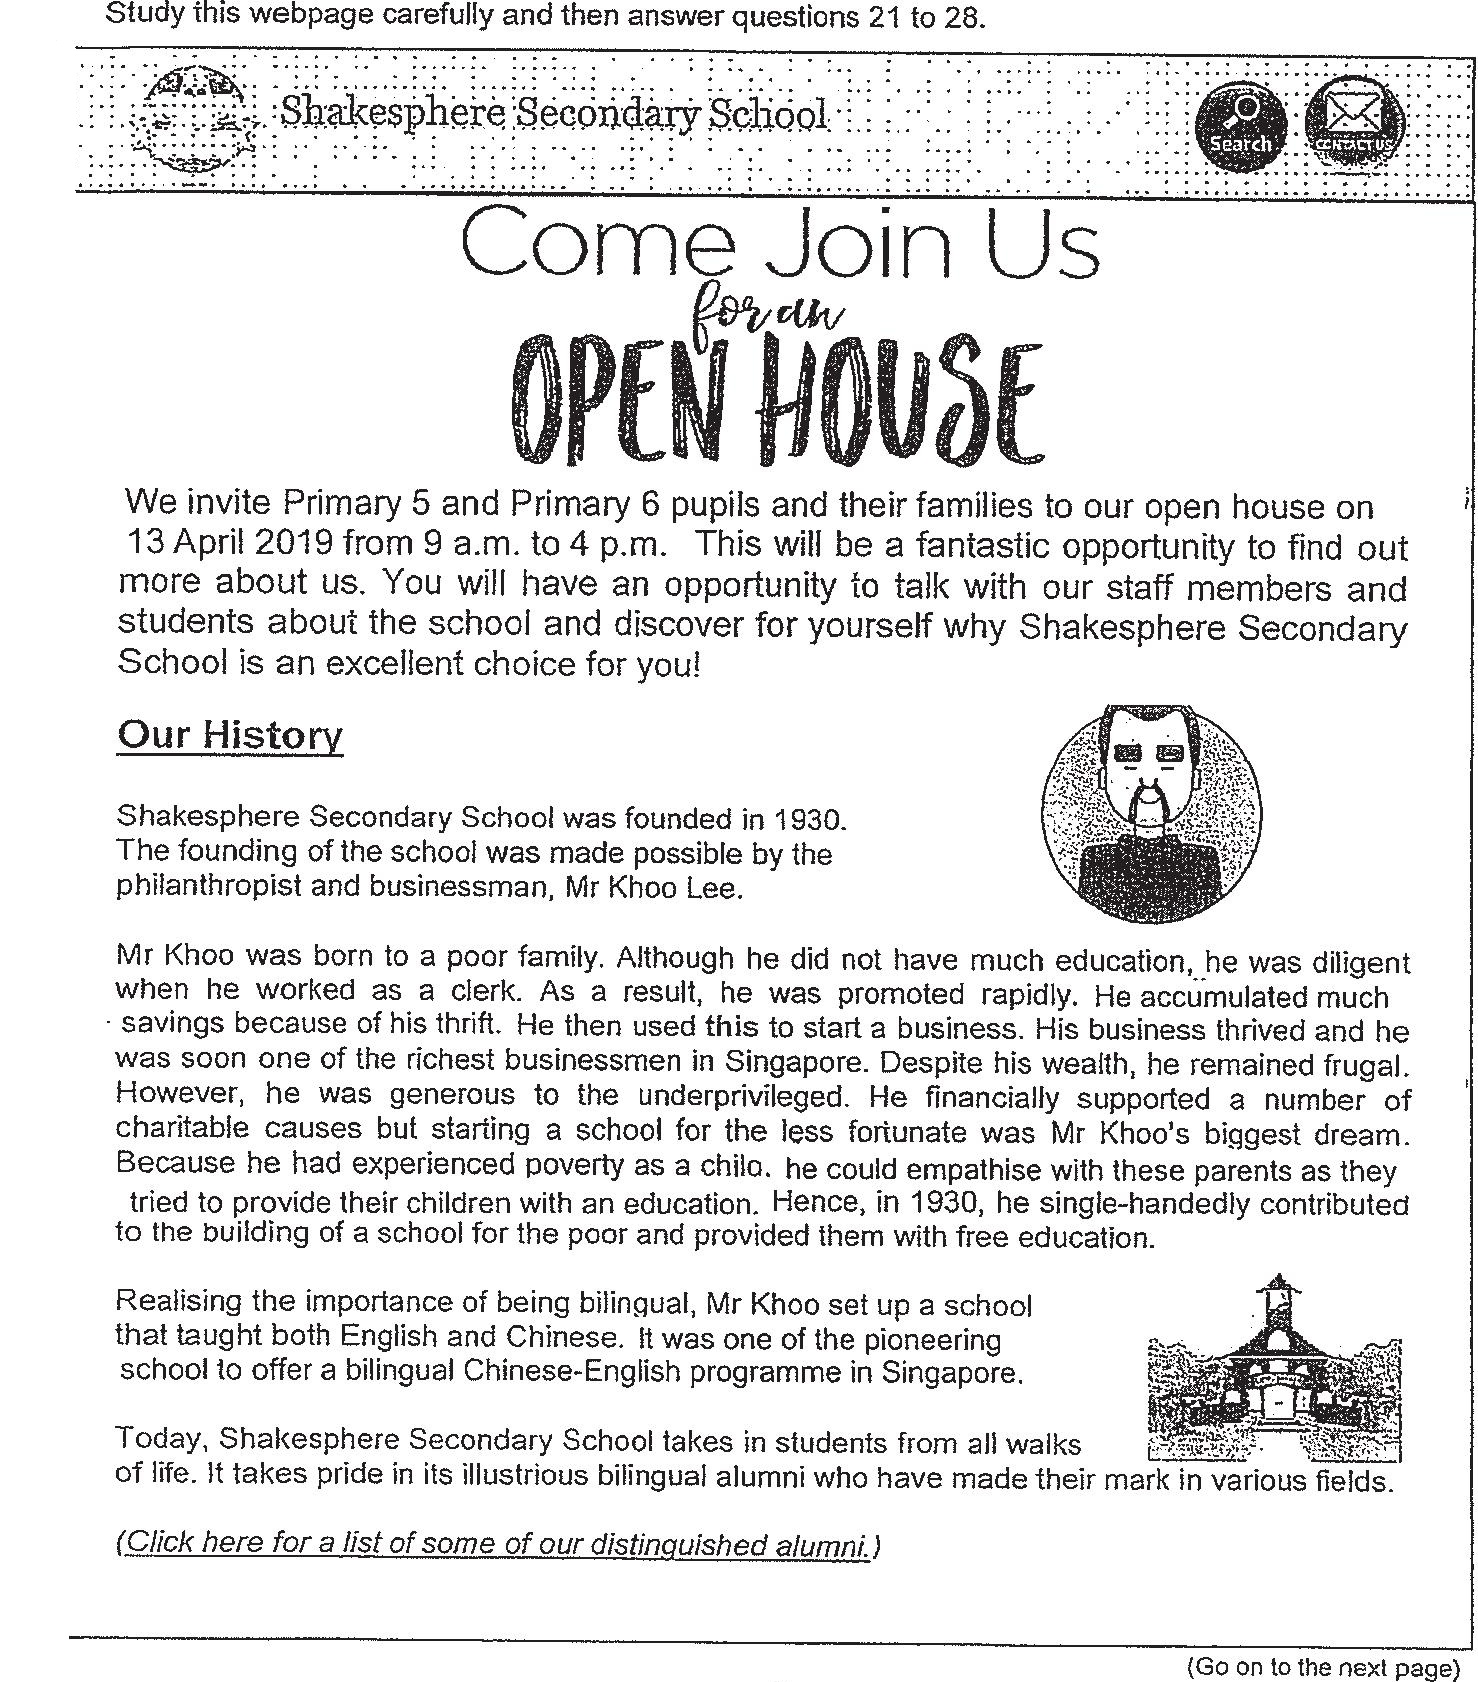 Study this webpage carefully and then answer questions 21 to 28.
Shakesphere Secondary School
Search
CONTACT US
Come Join Us
for an
OPEN HOUSE
We invite Primary 5 and Primary 6 pupils and their families to our open house on
13 April 2019 from 9 a.m. to 4 p.m. This will be a fantastic opportunity to find out
more about us. You will have an opportunity to talk with our staff members and
students about the school and discover for yourself why Shakesphere Secondary
School is an excellent choice for you!
Our History
Shakesphere Secondary School was founded in 1930.
The founding of the school was made possible by the
philanthropist and businessman, Mr Khoo Lee.
Mr Khoo was born to a poor family. Although he did not have much education, he was diligent
when he worked as a clerk. As a result, he was promoted rapidly. He accumulated much
savings because of his thrift. He then used this to start a business. His business thrived and he
was soon one of the richest businessmen in Singapore. Despite his wealth, he remained frugal.
However, he was generous to the underprivileged. He financially supported a number of
charitable causes but starting a school for the less fortunate was Mr Khoo's biggest dream.
Because he had experienced poverty as a child. he could empathise with these parents as they
tried to provide their children with an education. Hence, in 1930, he single-handedly contributed
to the building of a school for the poor and provided them with free education.
Realising the importance of being bilingual, Mr Khoo set up a school
that taught both English and Chinese. It was one of the pioneering
school to offer a bilingual Chinese-English programme in Singapore.
Today, Shakesphere Secondary School takes in students from all walks
of life. It takes pride in its illustrious bilingual alumni who have made their mark in various fields.
(Click here for a list of some of our distinguished alumni.)
(Go on to the next page)